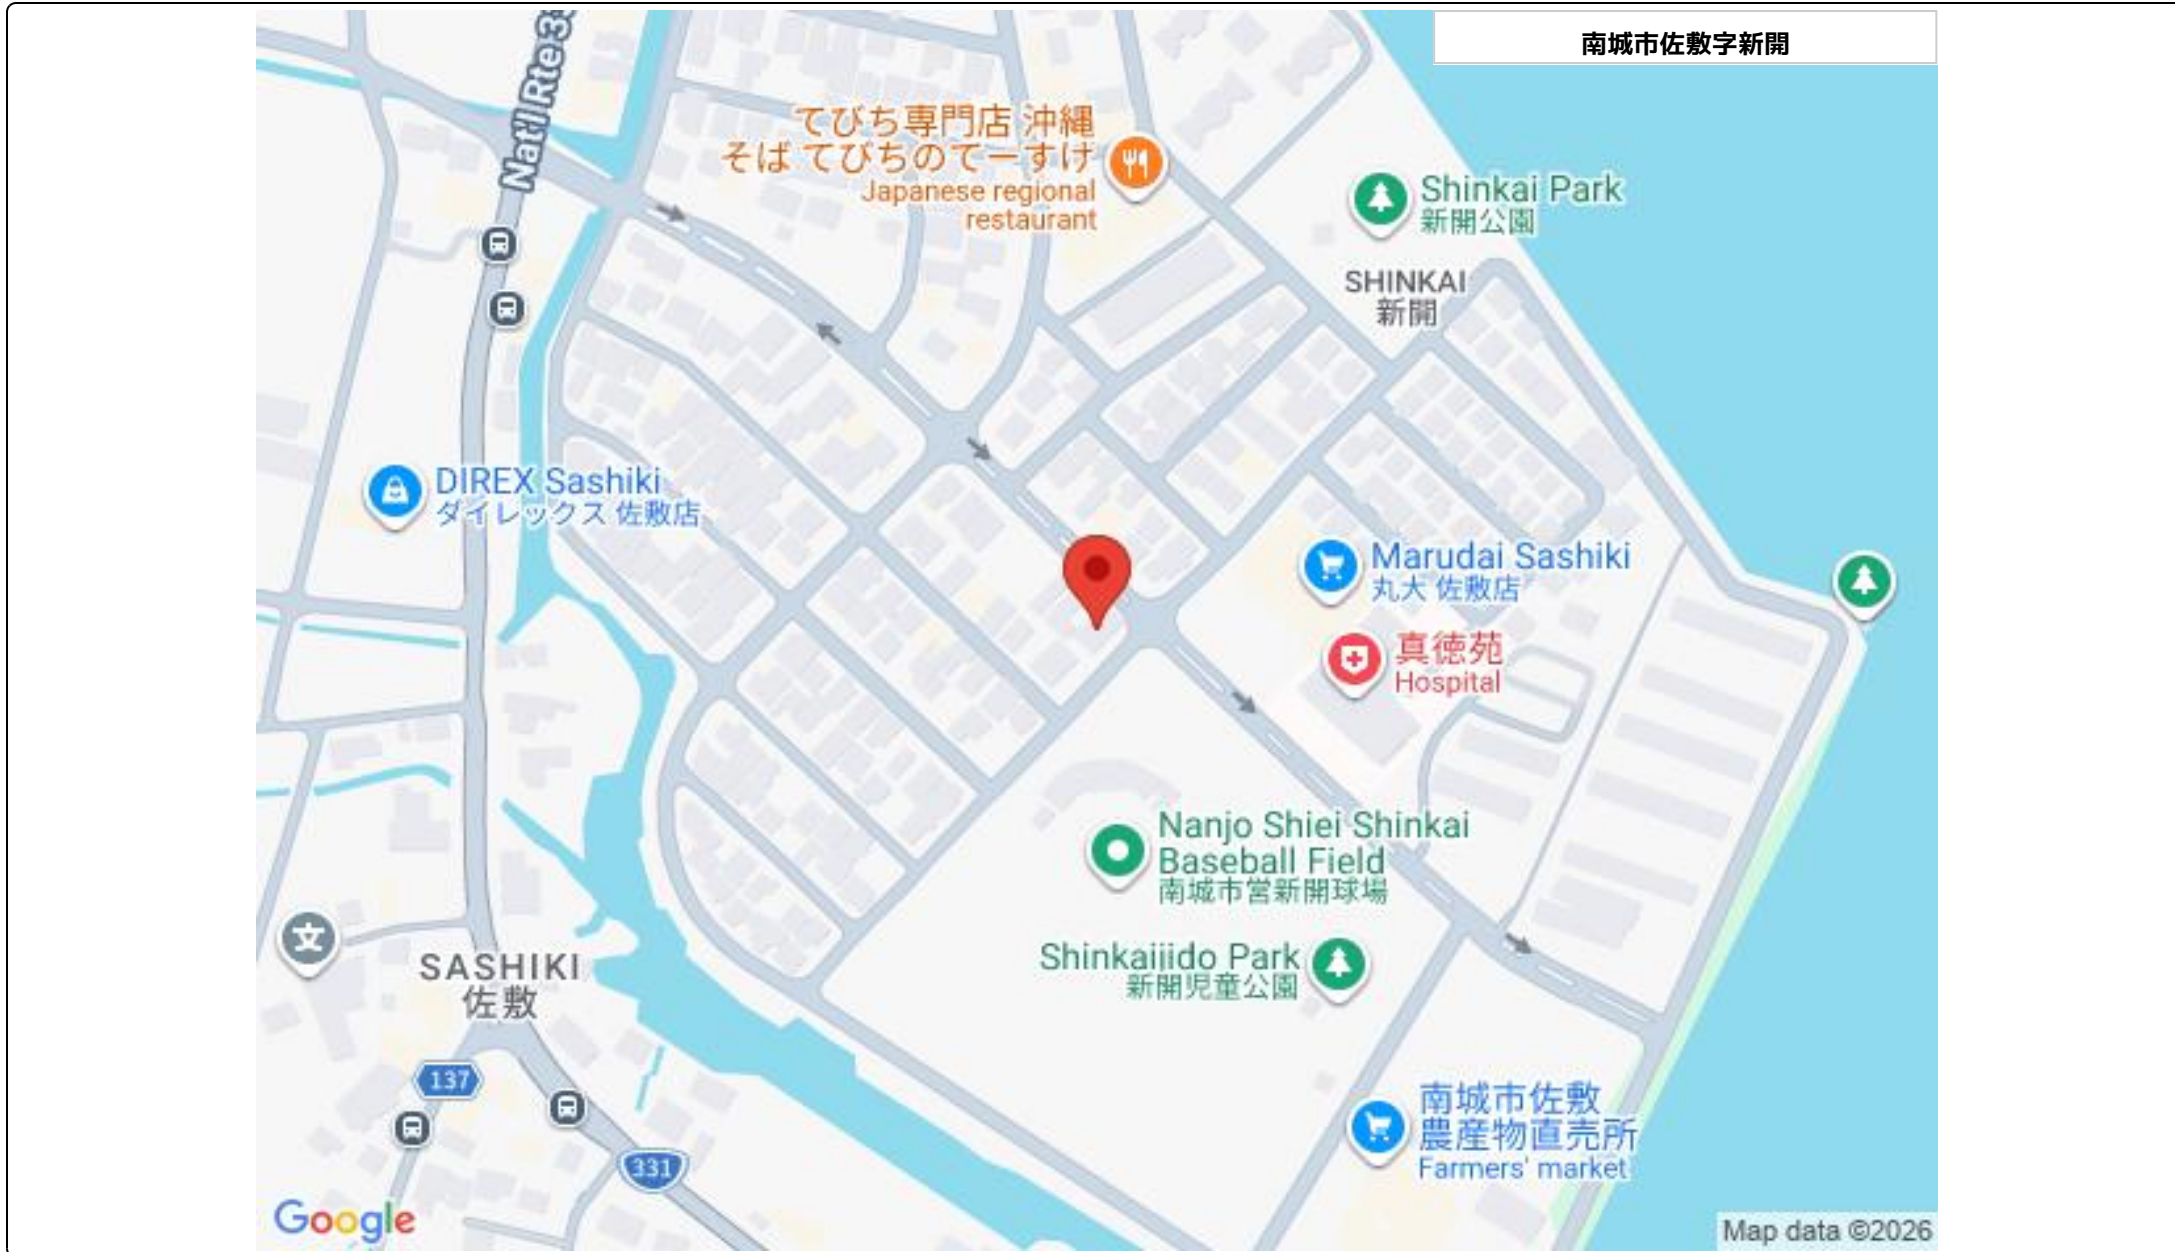 南城市佐敷字新開
Nat'l Rte 3
てびち専門店 沖縄
そば てびちのてーすけ
Japanese regional
restaurant
Shinkai Park
新開公園
SHINKAI
新開
DIREX Sashiki
ダイレックス 佐敷店
Marudai Sashiki
丸大 佐敷店
真徳苑
Hospital
Nanjo Shiei Shinkai
Baseball Field
南城市営新開球場
Shinkaijido Park
新開児童公園
文
SASHIKI
佐敷
137
331
南城市佐敷
農産物直売所
Farmers' market
Google
Map data ©2026